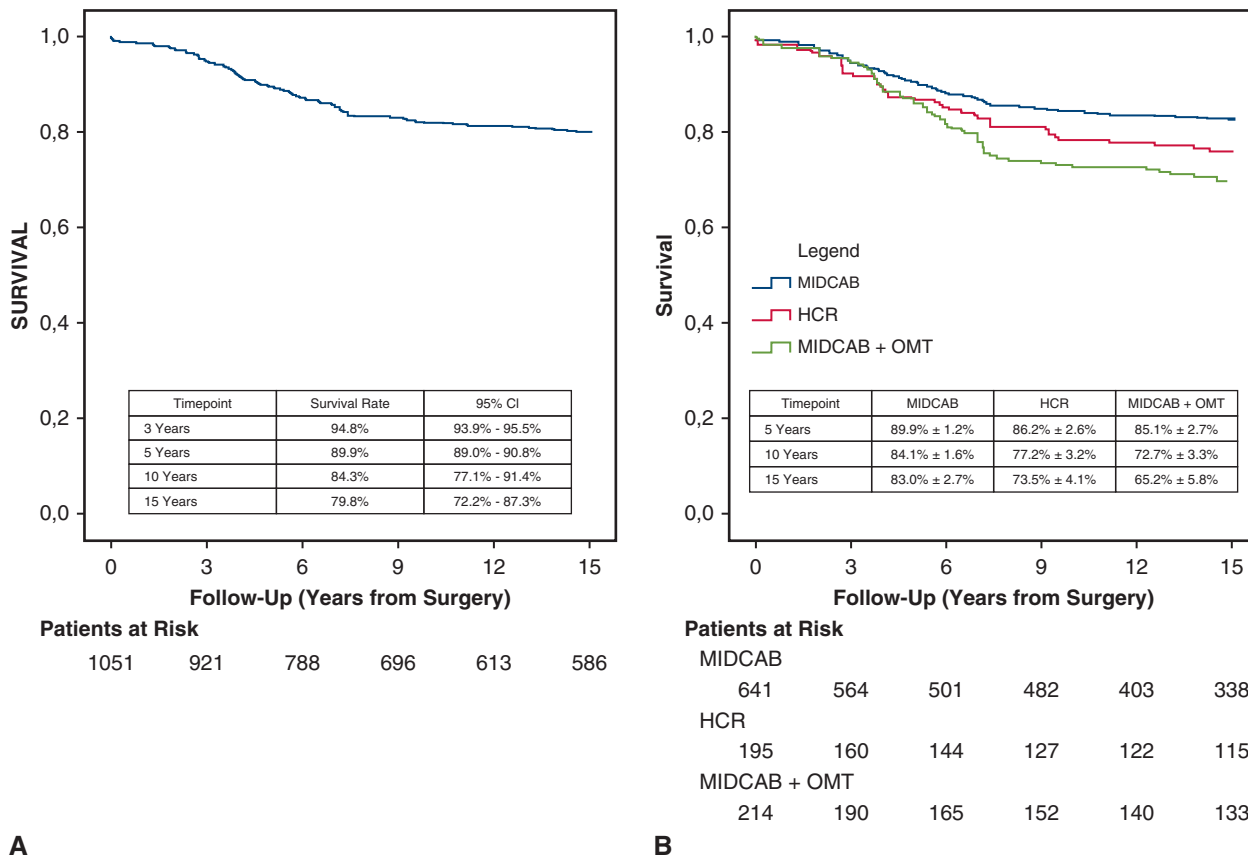 1,0
0,8
0,6
0,4
0,2
0,0
SURVIVAL
Timepoint Survival Rate 95% CI
3 Years 94.8% 93.9% - 95.5%
5 Years 89.9% 89.0% - 90.8%
10 Years 84.3% 77.1% - 91.4%
15 Years 79.8% 72.2% - 87.3%
0 3 6 9 12 15
Follow-Up (Years from Surgery)
Patients at Risk
1051 921 788 696 613 586
A
1,0
0,8
0,6
0,4
0,2
0,0
Survival
Legend
MIDCAB
HCR
MIDCAB + OMT
Timepoint MIDCAB HCR MIDCAB + OMT
5 Years 89.9% ± 1.2% 86.2% ± 2.6% 85.1% ± 2.7%
10 Years 84.1% ± 1.6% 77.2% ± 3.2% 72.7% ± 3.3%
15 Years 83.0% ± 2.7% 73.5% ± 4.1% 65.2% ± 5.8%
0 3 6 9 12 15
Follow-Up (Years from Surgery)
Patients at Risk
MIDCAB
641 564 501 482 403 338
HCR
195 160 144 127 122 115
MIDCAB + OMT
214 190 165 152 140 133
B